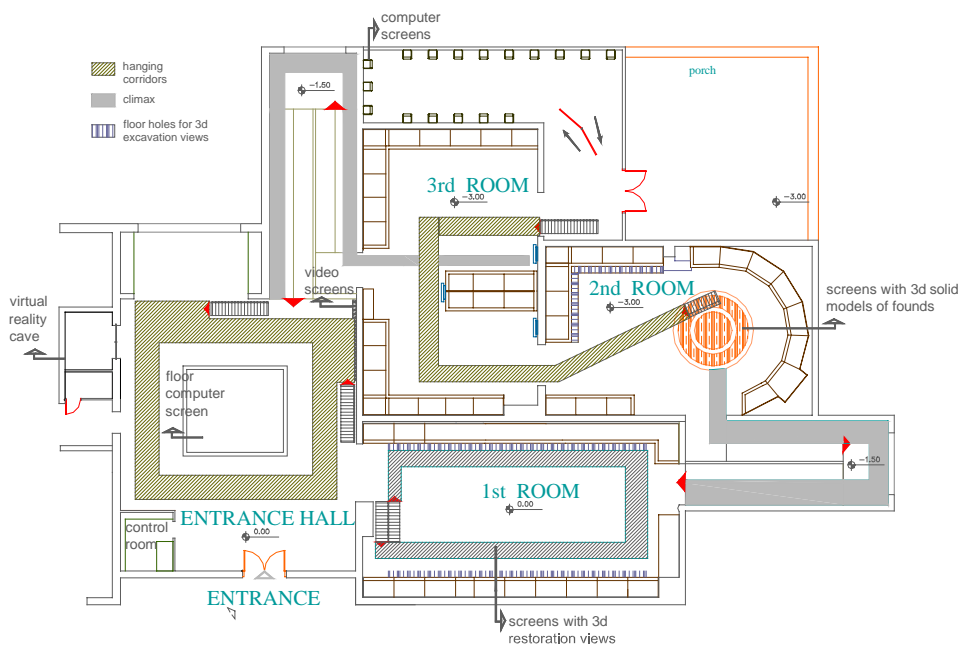 computer
screens
hanging
corridors
climax
floor holes for 3d
excavation views
porch
-1.50
3rd ROOM
-3.00
-3.00
video
screens
2nd ROOM
-3.00
screens with 3d solid
models of founds
virtual
reality
cave
floor
computer
screen
-1.50
1st ROOM
0.00
ENTRANCE HALL
control
room
0.00
ENTRANCE
screens with 3d
restoration views